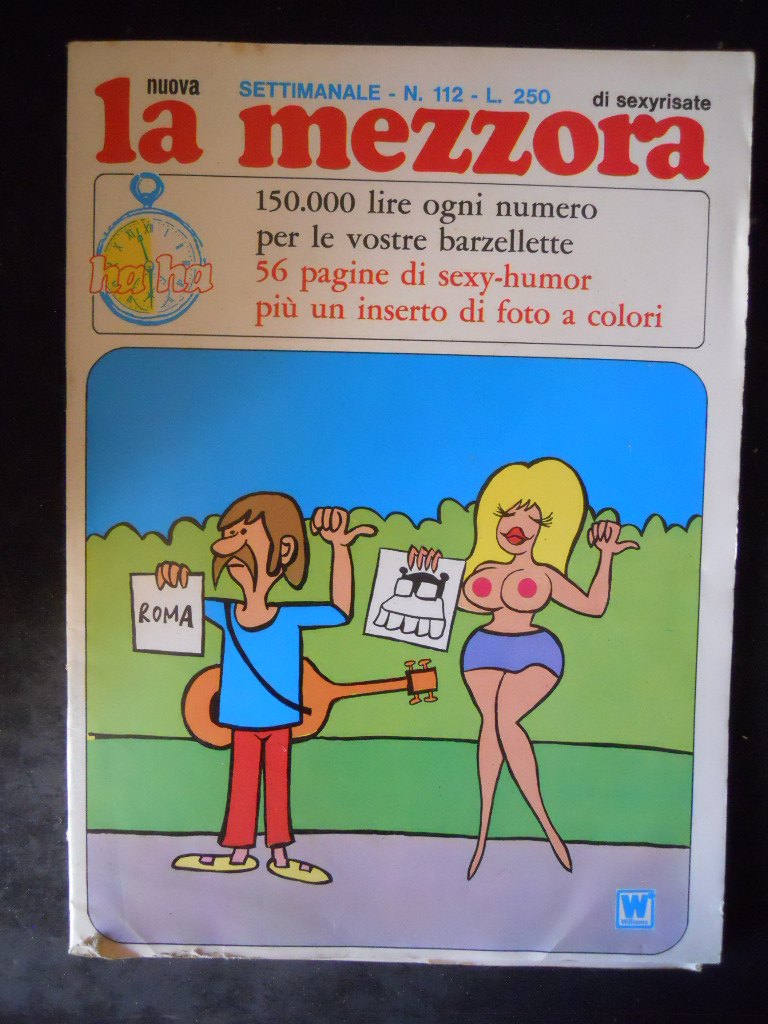 nuova
SETTIMANALE - N. 112 - L. 250
di sexyrisate
la mezzora
ha ha
150.000 lire ogni numero
per le vostre barzellette
56 pagine di sexy-humor
più un inserto di foto a colori
ROMA
W
Williams